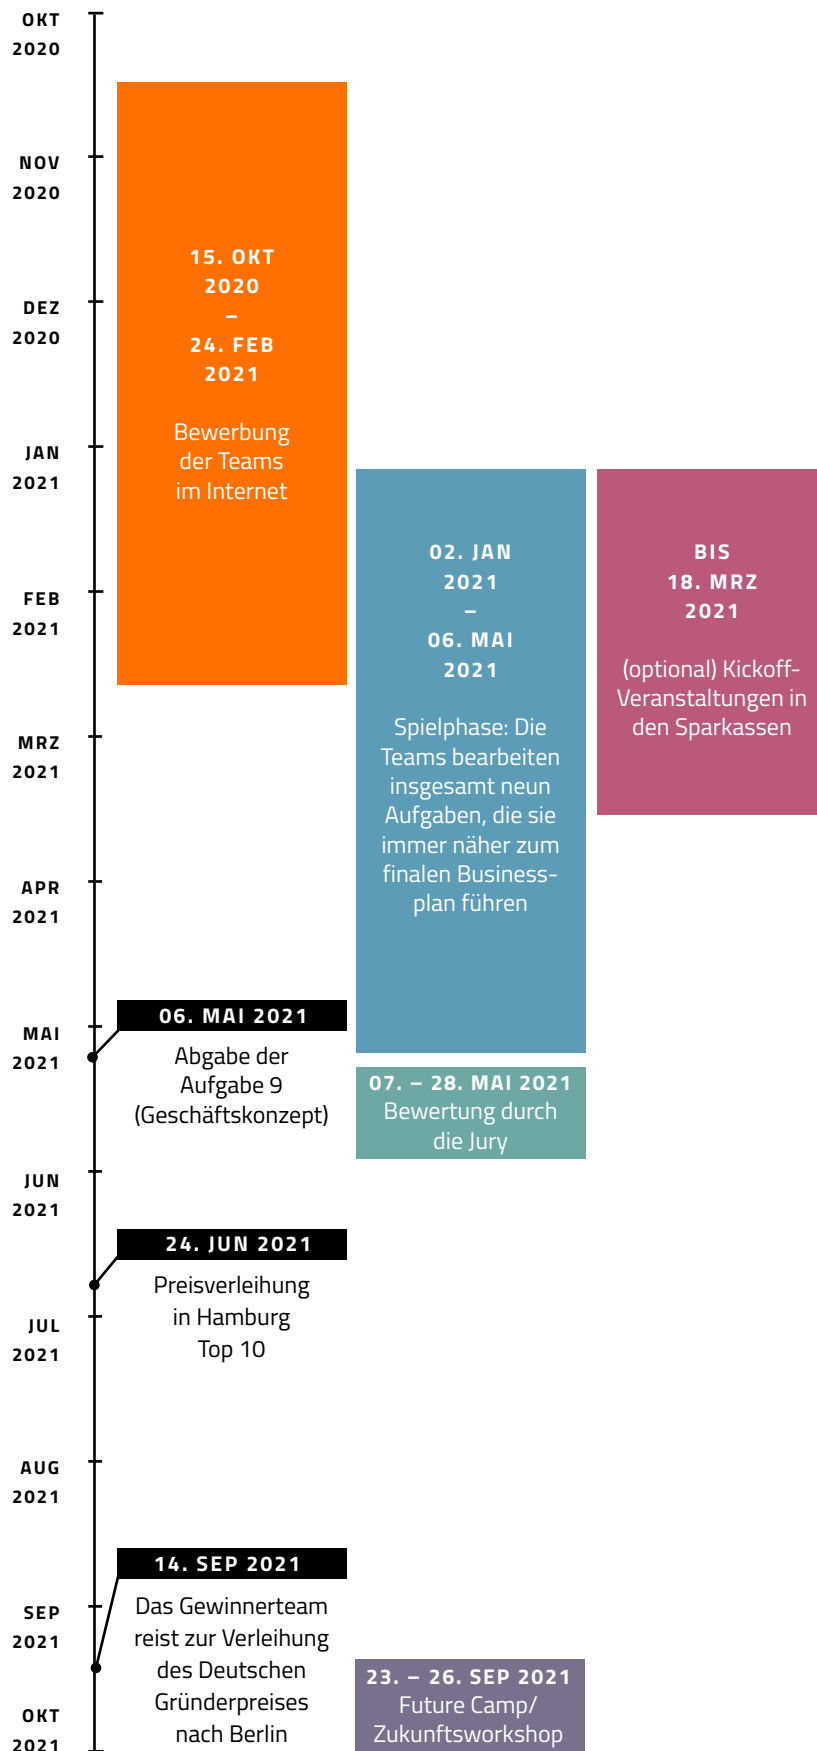 OKT
2020
NOV
2020
DEZ
2020
JAN
2021
FEB
2021
MRZ
2021
APR
2021
MAI
2021
JUN
2021
JUL
2021
AUG
2021
SEP
2021
OKT
2021
15. OKT
2020
–
24. FEB
2021
Bewerbung
der Teams
im Internet
02. JAN
2021
–
06. MAI
2021
Spielphase: Die
Teams bearbeiten
insgesamt neun
Aufgaben, die sie
immer näher zum
finalen Business-
plan führen
BIS
18. MRZ
2021
(optional) Kickoff-
Veranstaltungen in
den Sparkassen
06. MAI 2021
Abgabe der
Aufgabe 9
(Geschäftskonzept)
07. – 28. MAI 2021
Bewertung durch
die Jury
24. JUN 2021
Preisverleihung
in Hamburg
Top 10
14. SEP 2021
Das Gewinnerteam
reist zur Verleihung
des Deutschen
Gründerpreises
nach Berlin
23. – 26. SEP 2021
Future Camp/
Zukunftsworkshop